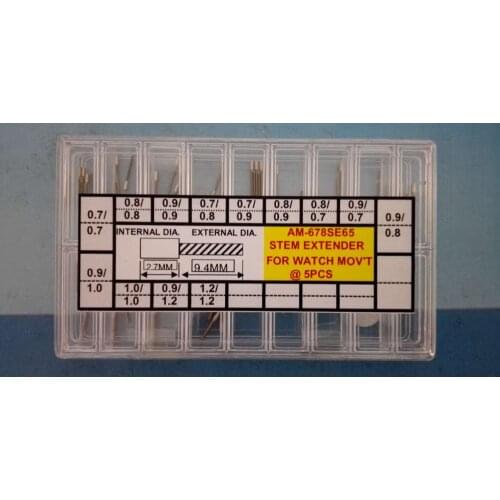 0.7/ 0.8/ 0.9/ 0.7/ 0.7/ 0.8/ 0.8/ 0.9/ 0.9/
0.7 0.8 0.9 0.8 0.9 0.9 0.7 0.7 0.8
INTERNAL DIA. EXTERNAL DIA.
2.7MM 9.4MM
AM-678SE65
STEM EXTENDER
FOR WATCH MOV'T
@ 5PCS
0.9/ 1.0/ 0.9/ 1.2/
1.0 1.0 1.2 1.2